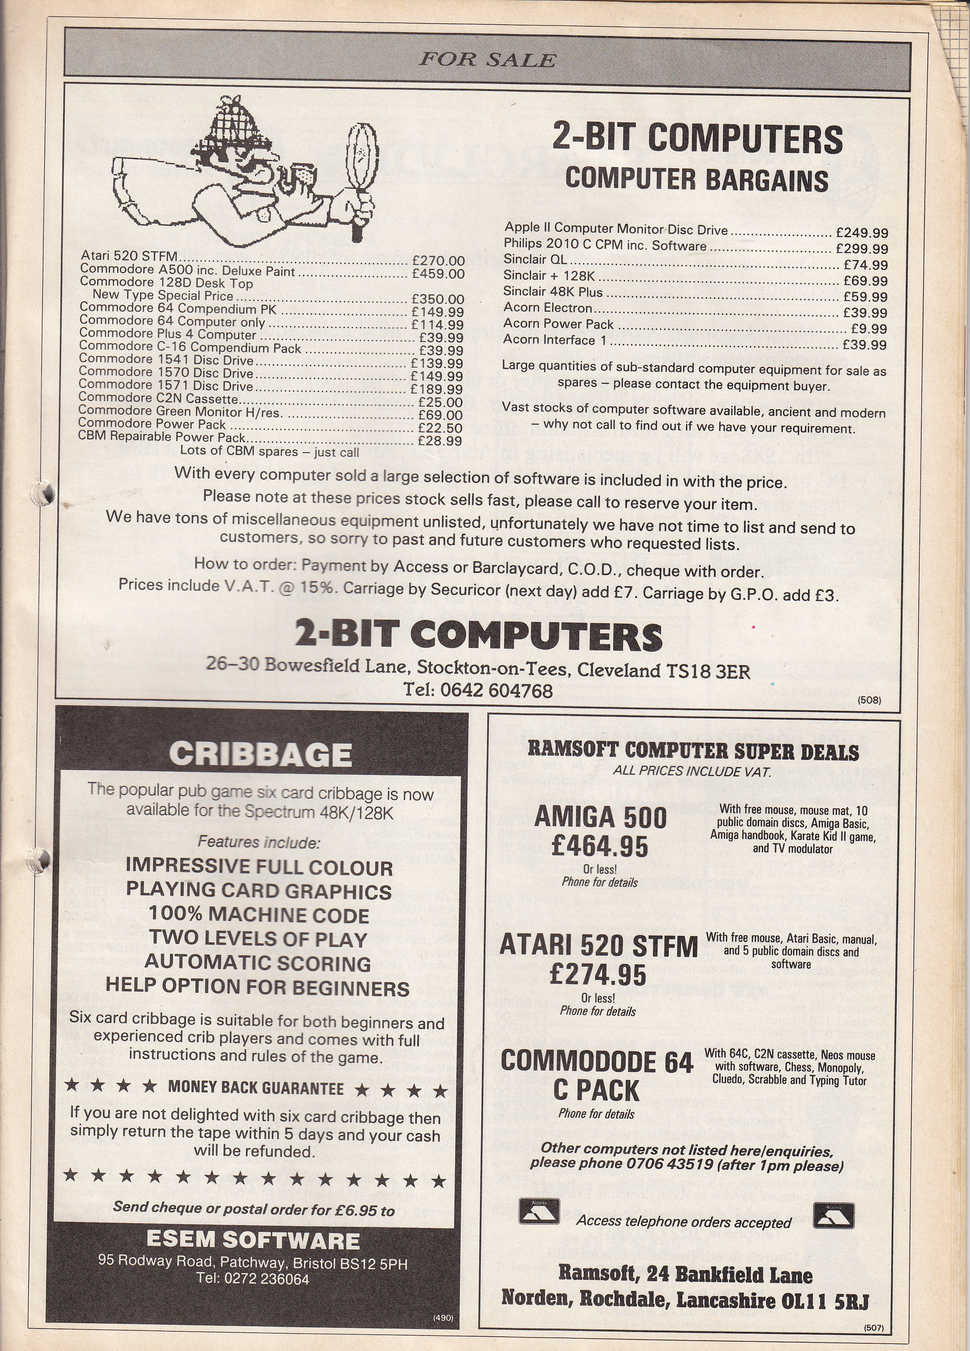 FOR SALE
2-BIT COMPUTERS
COMPUTER BARGAINS
Atari 520 STFM £270.00
Commodore A500 inc. Deluxe Paint £459.00
Commodore 128D Desk Top
New Type Special Price £350.00
Commodore 64 Compendium PK £149.99
Commodore 64 Computer only £114.99
Commodore Plus 4 Computer £39.99
Commodore C-16 Compendium Pack £39.99
Commodore 1541 Disc Drive £139.99
Commodore 1570 Disc Drive £149.99
Commodore 1571 Disc Drive £189.99
Commodore C2N Cassette £25.00
Commodore Green Monitor H/res. £69.00
Commodore Power Pack £22.50
CBM Repairable Power Pack £28.99
Lots of CBM spares – just call
Apple II Computer Monitor Disc Drive £249.99
Philips 2010 C CPM inc. Software £299.99
Sinclair QL £74.99
Sinclair + 128K £69.99
Sinclair 48K Plus £59.99
Acorn Electron £39.99
Acorn Power Pack £9.99
Acorn Interface 1 £39.99
Large quantities of sub-standard computer equipment for sale as
spares – please contact the equipment buyer.
Vast stocks of computer software available, ancient and modern
– why not call to find out if we have your requirement.
With every computer sold a large selection of software is included in with the price.
Please note at these prices stock sells fast, please call to reserve your item.
We have tons of miscellaneous equipment unlisted, unfortunately we have not time to list and send to
customers, so sorry to past and future customers who requested lists.
How to order: Payment by Access or Barclaycard, C.O.D., cheque with order.
Prices include V.A.T. @ 15%. Carriage by Securicor (next day) add £7. Carriage by G.P.O. add £3.
2-BIT COMPUTERS
26–30 Bowesfield Lane, Stockton-on-Tees, Cleveland TS18 3ER
Tel: 0642 604768
(508)
CRIBBAGE
The popular pub game six card cribbage is now
available for the Spectrum 48K/128K
Features include:
IMPRESSIVE FULL COLOUR
PLAYING CARD GRAPHICS
100% MACHINE CODE
TWO LEVELS OF PLAY
AUTOMATIC SCORING
HELP OPTION FOR BEGINNERS
Six card cribbage is suitable for both beginners and
experienced crib players and comes with full
instructions and rules of the game.
★ ★ ★ ★ MONEY BACK GUARANTEE ★ ★ ★ ★
If you are not delighted with six card cribbage then
simply return the tape within 5 days and your cash
will be refunded.
Send cheque or postal order for £6.95 to
ESEM SOFTWARE
95 Rodway Road, Patchway, Bristol BS12 5PH
Tel: 0272 236064
(490)
RAMSOFT COMPUTER SUPER DEALS
ALL PRICES INCLUDE VAT.
AMIGA 500
£464.95
Or less!
Phone for details
With free mouse, mouse mat, 10
public domain discs, Amiga Basic,
Amiga handbook, Karate Kid II game,
and TV modulator
ATARI 520 STFM
£274.95
Or less!
Phone for details
With free mouse, Atari Basic, manual,
and 5 public domain discs and
software
COMMODODE 64
C PACK
Phone for details
With 64C, C2N cassette, Neos mouse
with software, Chess, Monopoly,
Cluedo, Scrabble and Typing Tutor
Other computers not listed here/enquiries,
please phone 0706 43519 (after 1pm please)
Access telephone orders accepted
Ramsoft, 24 Bankfield Lane
Norden, Rochdale, Lancashire OL11 5RJ
(507)